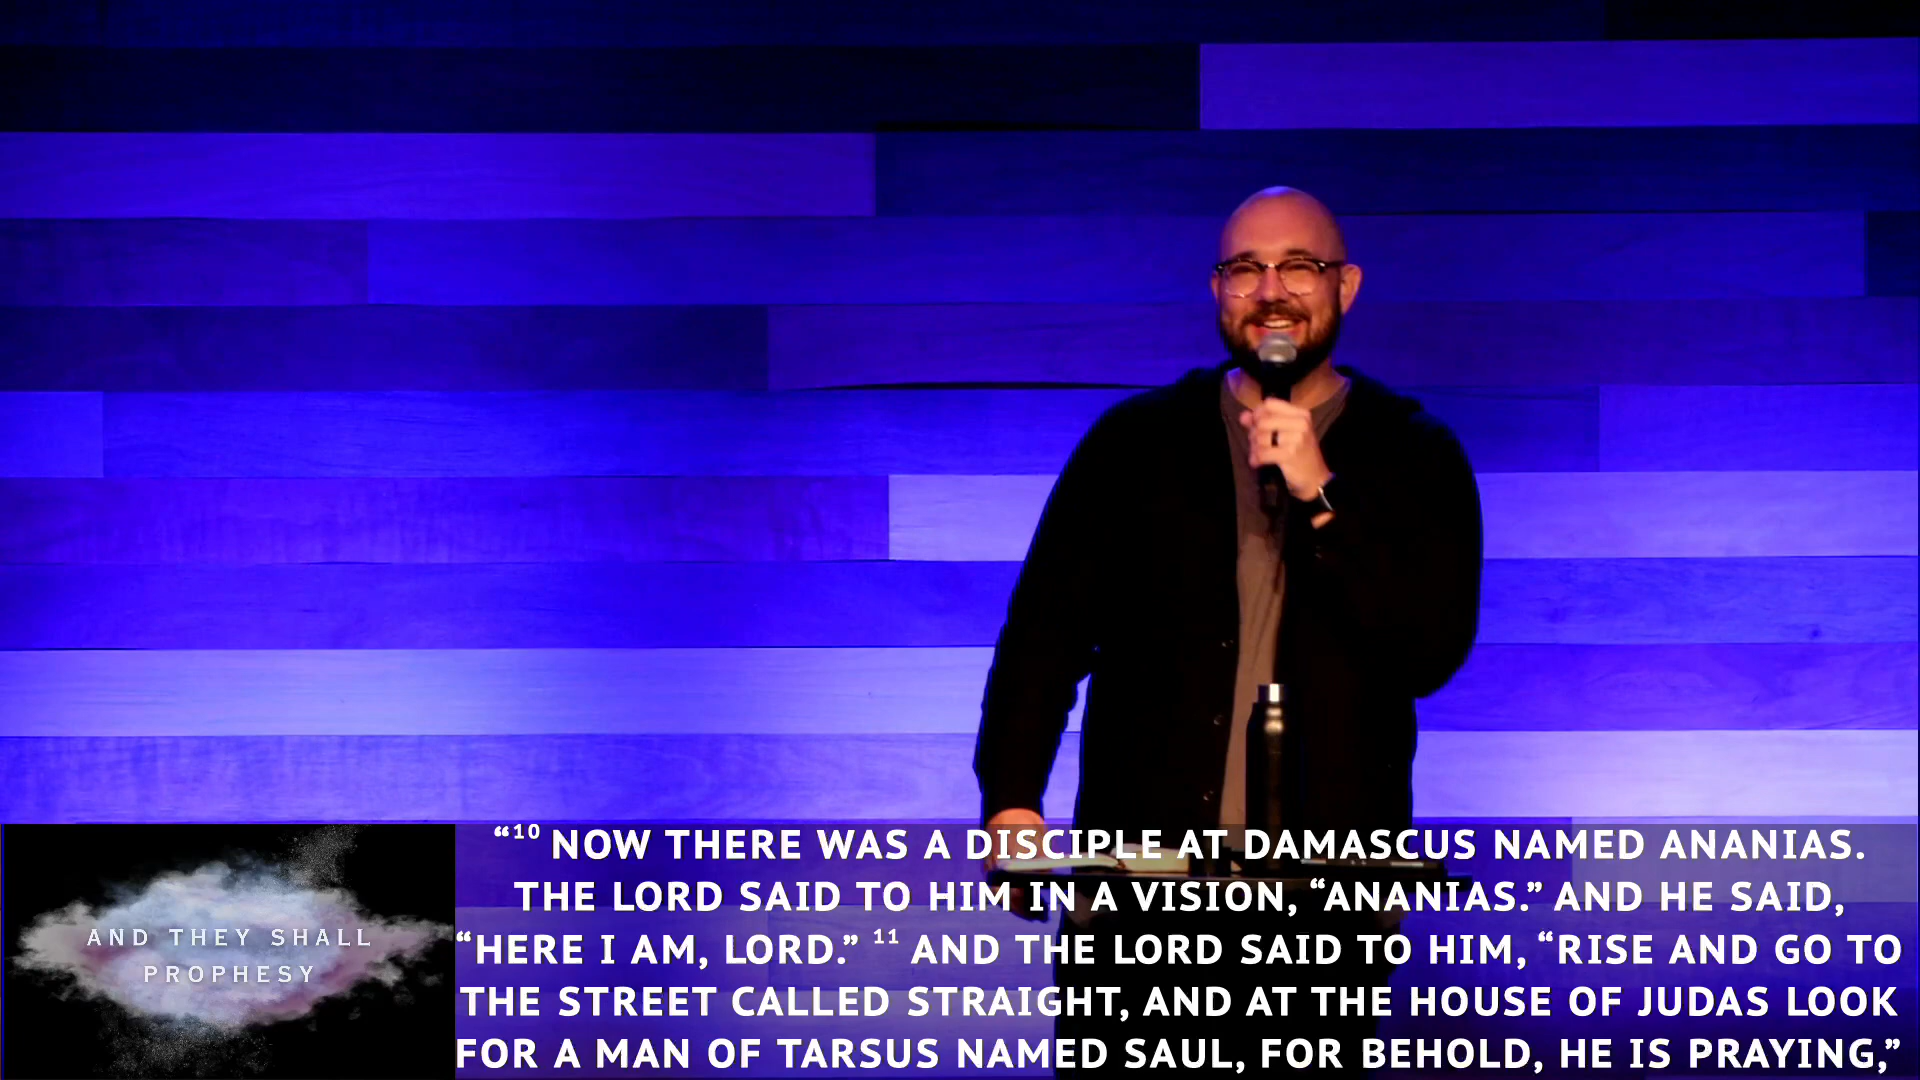 “10 NOW THERE WAS A DISCIPLE AT DAMASCUS NAMED ANANIAS.
THE LORD SAID TO HIM IN A VISION, “ANANIAS.” AND HE SAID,
“HERE I AM, LORD.” 11 AND THE LORD SAID TO HIM, “RISE AND GO TO
THE STREET CALLED STRAIGHT, AND AT THE HOUSE OF JUDAS LOOK
FOR A MAN OF TARSUS NAMED SAUL, FOR BEHOLD, HE IS PRAYING,”
AND THEY SHALL
PROPHESY